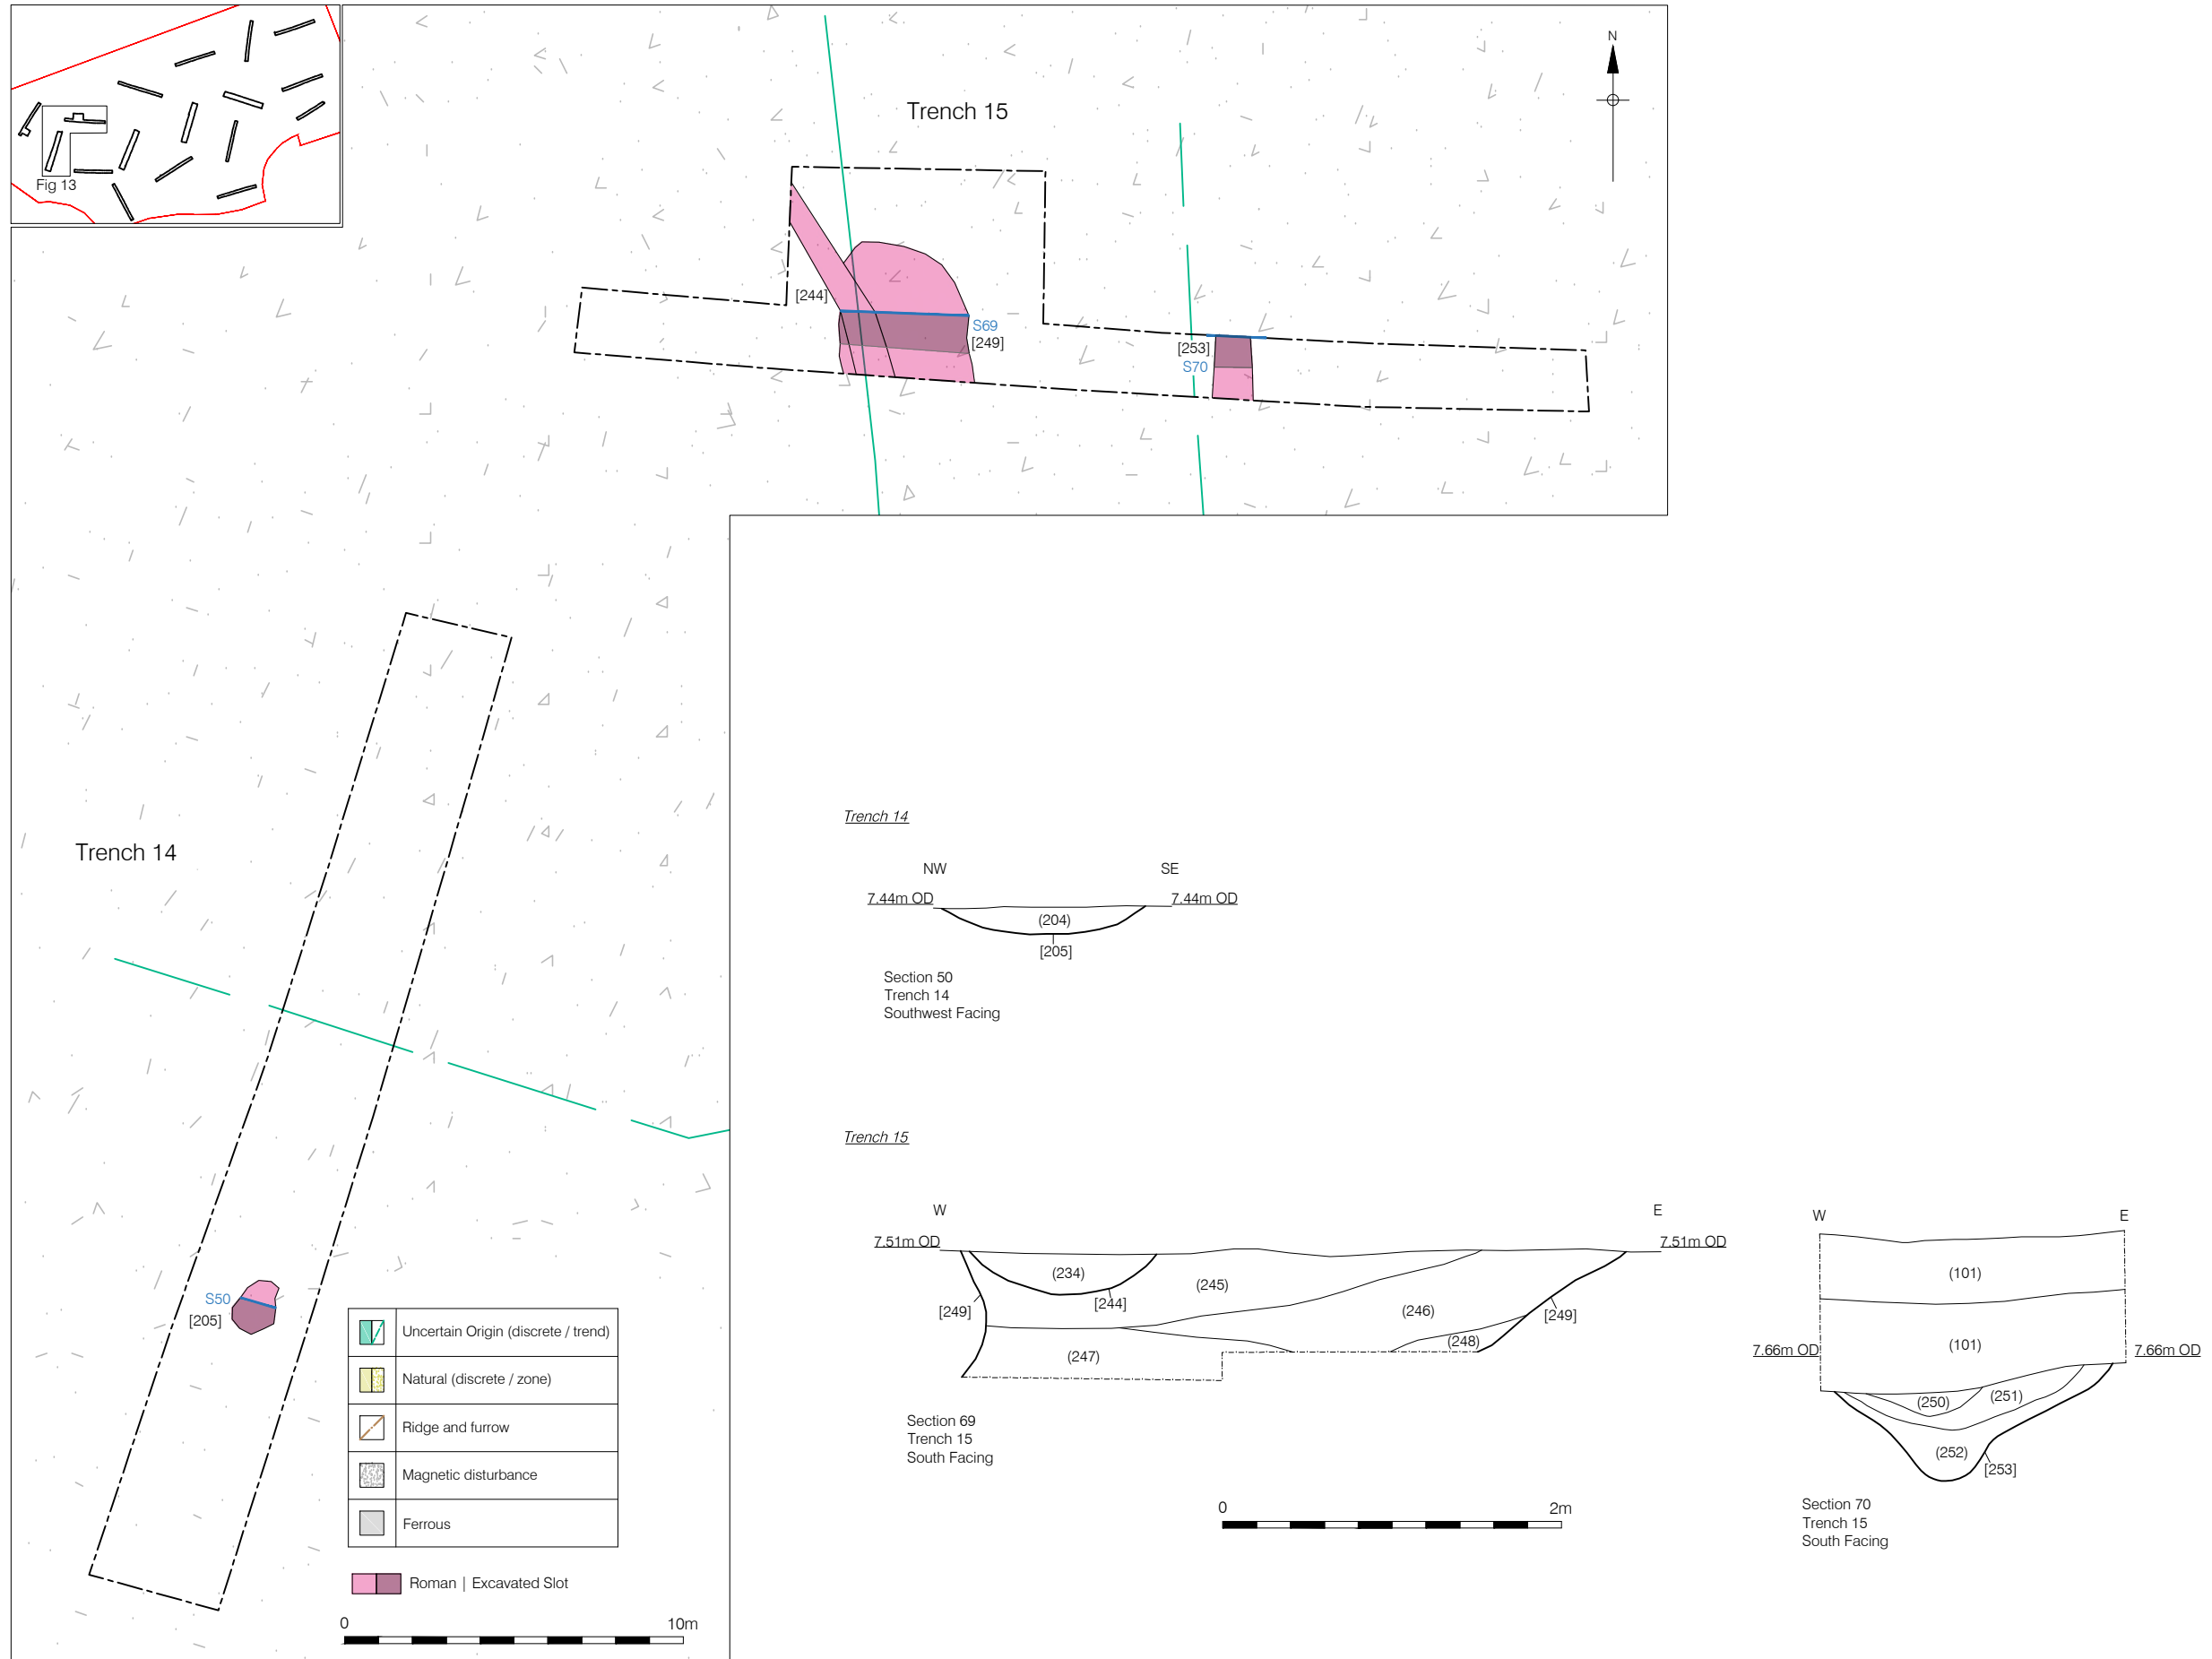 Fig 13
Trench 15
N
[244]
S69
[249]
[253]
S70
Trench 14
S50
[205]
Uncertain Origin (discrete / trend)
Natural (discrete / zone)
Ridge and furrow
Magnetic disturbance
Ferrous
Roman | Excavated Slot
0 10m
Trench 14
NW SE
7.44m OD 7.44m OD
(204)
[205]
Section 50
Trench 14
Southwest Facing
Trench 15
W E
7.51m OD 7.51m OD
(234)
(245)
[249]
[244]
(246)
[249]
(248)
(247)
Section 69
Trench 15
South Facing
0 2m
W E
(101)
(101)
7.66m OD 7.66m OD
(250)
(251)
(252)
[253]
Section 70
Trench 15
South Facing